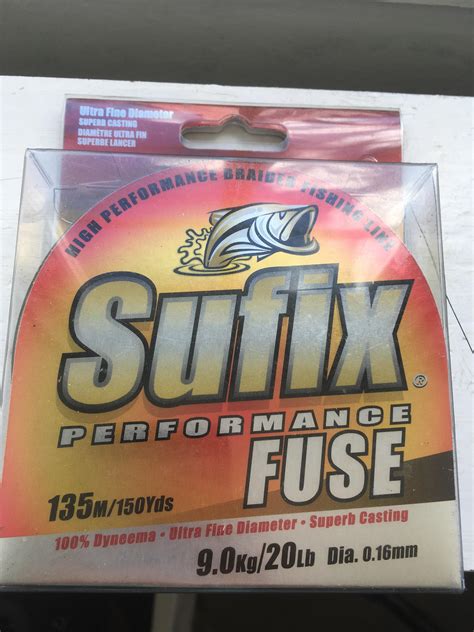 Ultra Fine Diameter
SUPERB CASTING
DIAMÈTRE ULTRA FIN
SUPERBE LANCER
HIGH PERFORMANCE BRAIDED FISHING LINE
Sufix®
PERFORMANCE
FUSE
135M/150Yds
100% Dyneema • Ultra Fine Diameter • Superb Casting
9.0Kg/20Lb Dia. 0.16mm